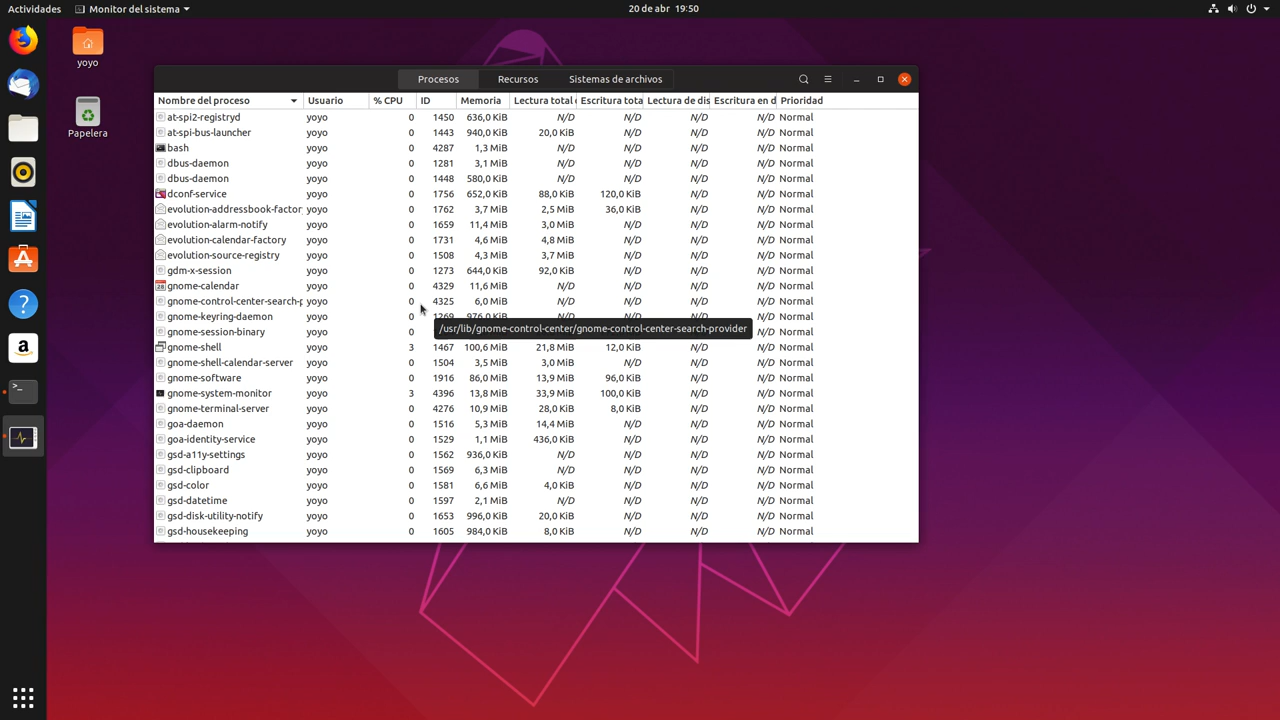 Actividades Monitor del sistema 20 de abr 19:50
yoyo
Papelera
Procesos Recursos Sistemas de archivos
Nombre del proceso Usuario % CPU ID Memoria Lectura total Escritura tota Lectura de dis Escritura en d Prioridad
at-spi2-registryd yoyo 0 1450 636,0 KiB N/D N/D N/D N/D Normal
at-spi-bus-launcher yoyo 0 1443 940,0 KiB 20,0 KiB N/D N/D N/D Normal
bash yoyo 0 4287 1,3 MiB N/D N/D N/D N/D Normal
dbus-daemon yoyo 0 1281 3,1 MiB N/D N/D N/D N/D Normal
dbus-daemon yoyo 0 1448 580,0 KiB N/D N/D N/D N/D Normal
dconf-service yoyo 0 1756 652,0 KiB 88,0 KiB 120,0 KiB N/D N/D Normal
evolution-addressbook-factor yoyo 0 1762 3,7 MiB 2,5 MiB 36,0 KiB N/D N/D Normal
evolution-alarm-notify yoyo 0 1659 11,4 MiB 3,0 MiB N/D N/D N/D Normal
evolution-calendar-factory yoyo 0 1731 4,6 MiB 4,8 MiB N/D N/D N/D Normal
evolution-source-registry yoyo 0 1508 4,3 MiB 3,7 MiB N/D N/D N/D Normal
gdm-x-session yoyo 0 1273 644,0 KiB 92,0 KiB N/D N/D N/D Normal
gnome-calendar yoyo 0 4329 11,6 MiB N/D N/D N/D N/D Normal
gnome-control-center-search-p yoyo 0 4325 6,0 MiB N/D N/D N/D N/D Normal
gnome-keyring-daemon yoyo 0 1269 976,0 KiB N/D N/D N/D N/D Normal
gnome-session-binary yoyo 0 /usr/lib/gnome-control-center/gnome-control-center-search-provider N/D Normal
gnome-shell yoyo 3 1467 100,6 MiB 21,8 MiB 12,0 KiB N/D N/D Normal
gnome-shell-calendar-server yoyo 0 1504 3,5 MiB 3,0 MiB N/D N/D N/D Normal
gnome-software yoyo 0 1916 86,0 MiB 13,9 MiB 96,0 KiB N/D N/D Normal
gnome-system-monitor yoyo 3 4396 13,8 MiB 33,9 MiB 100,0 KiB N/D N/D Normal
gnome-terminal-server yoyo 0 4276 10,9 MiB 28,0 KiB 8,0 KiB N/D N/D Normal
goa-daemon yoyo 0 1516 5,3 MiB 14,4 MiB N/D N/D N/D Normal
goa-identity-service yoyo 0 1529 1,1 MiB 436,0 KiB N/D N/D N/D Normal
gsd-a11y-settings yoyo 0 1562 936,0 KiB N/D N/D N/D N/D Normal
gsd-clipboard yoyo 0 1569 6,3 MiB N/D N/D N/D N/D Normal
gsd-color yoyo 0 1581 6,6 MiB 4,0 KiB N/D N/D N/D Normal
gsd-datetime yoyo 0 1597 2,1 MiB N/D N/D N/D N/D Normal
gsd-disk-utility-notify yoyo 0 1653 996,0 KiB 20,0 KiB N/D N/D N/D Normal
gsd-housekeeping yoyo 0 1605 984,0 KiB 8,0 KiB N/D N/D N/D Normal